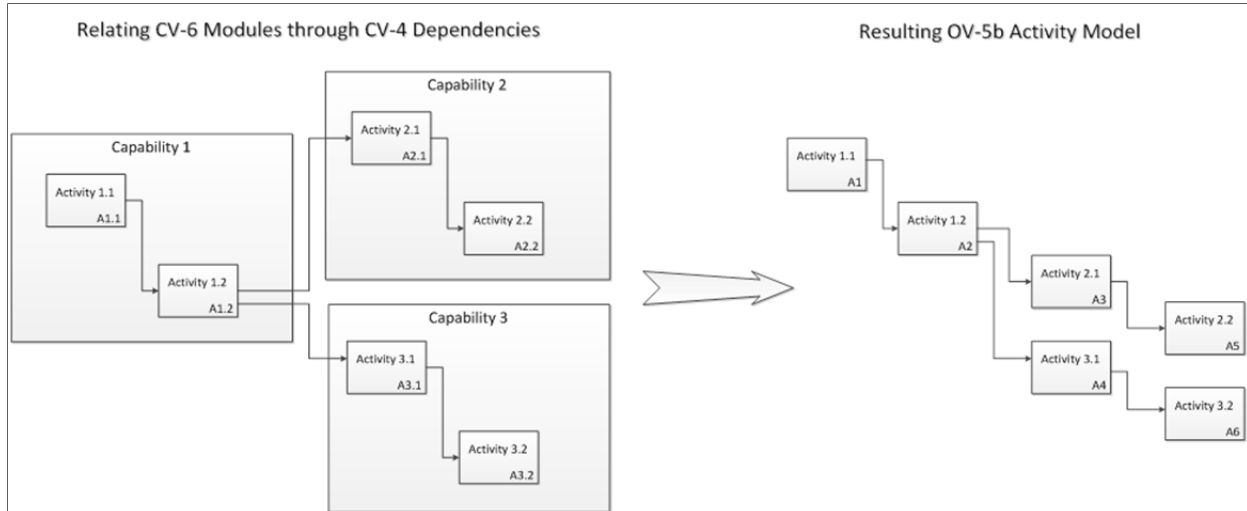 Relating CV-6 Modules through CV-4 Dependencies
Resulting OV-5b Activity Model
Capability 1
Activity 1.1
A1.1
Activity 1.2
A1.2
Capability 2
Activity 2.1
A2.1
Activity 2.2
A2.2
Capability 3
Activity 3.1
A3.1
Activity 3.2
A3.2
Activity 1.1
A1
Activity 1.2
A2
Activity 2.1
A3
Activity 2.2
A5
Activity 3.1
A4
Activity 3.2
A6